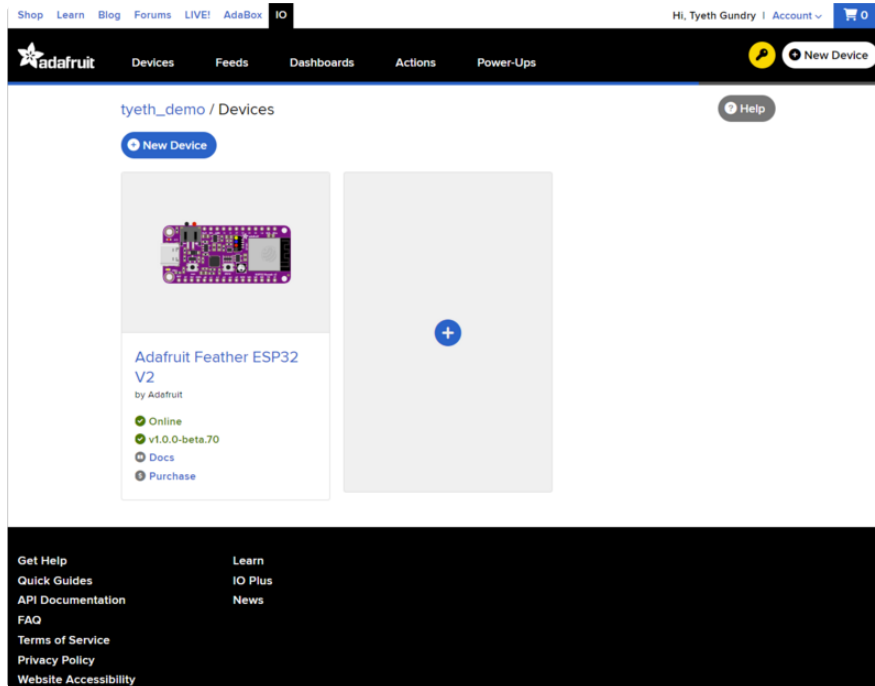 Shop Learn Blog Forums LIVE! AdaBox IO
Hi, Tyeth Gundry | Account
0
adafruit Devices Feeds Dashboards Actions Power-Ups
New Device
tyeth_demo / Devices
Help
New Device
Adafruit Feather ESP32
V2
by Adafruit
Online
v1.0.0-beta.70
Docs
Purchase
Get Help
Quick Guides
API Documentation
FAQ
Terms of Service
Privacy Policy
Website Accessibility
Learn
IO Plus
News